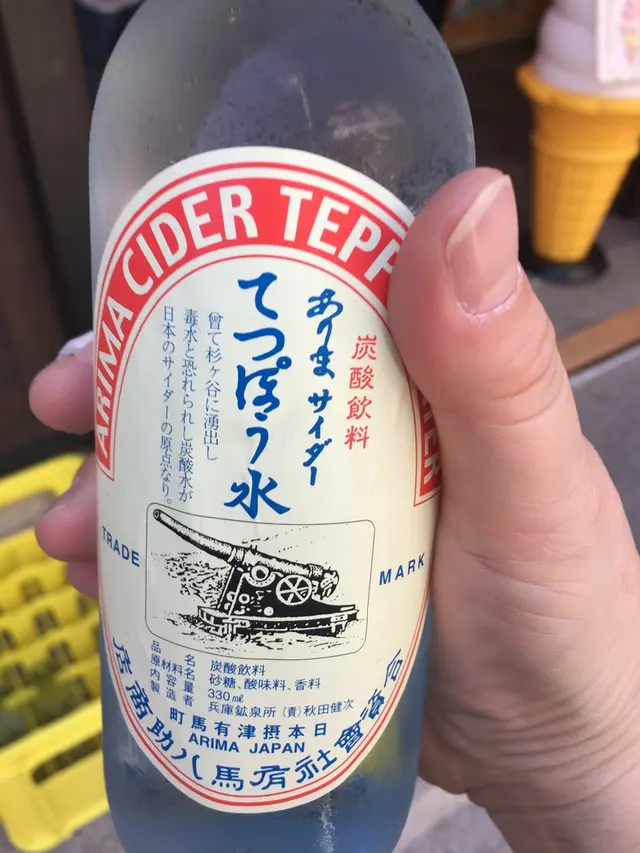 ARIMA CIDER TEPP
炭酸飲料
ありまサイダー
てっぽう水
曾て杉ヶ谷に湧出し
毒水と恐れられし炭酸水が
日本のサイダーの原点なり。
TRADE
MARK
品名 炭酸飲料
原材料名 砂糖、酸味料、香料
内容量 330㎖
製造者 兵庫鉱泉所(責)秋田健次
町馬有津摂本日
ARIMA JAPAN
店商助八馬有社會資合